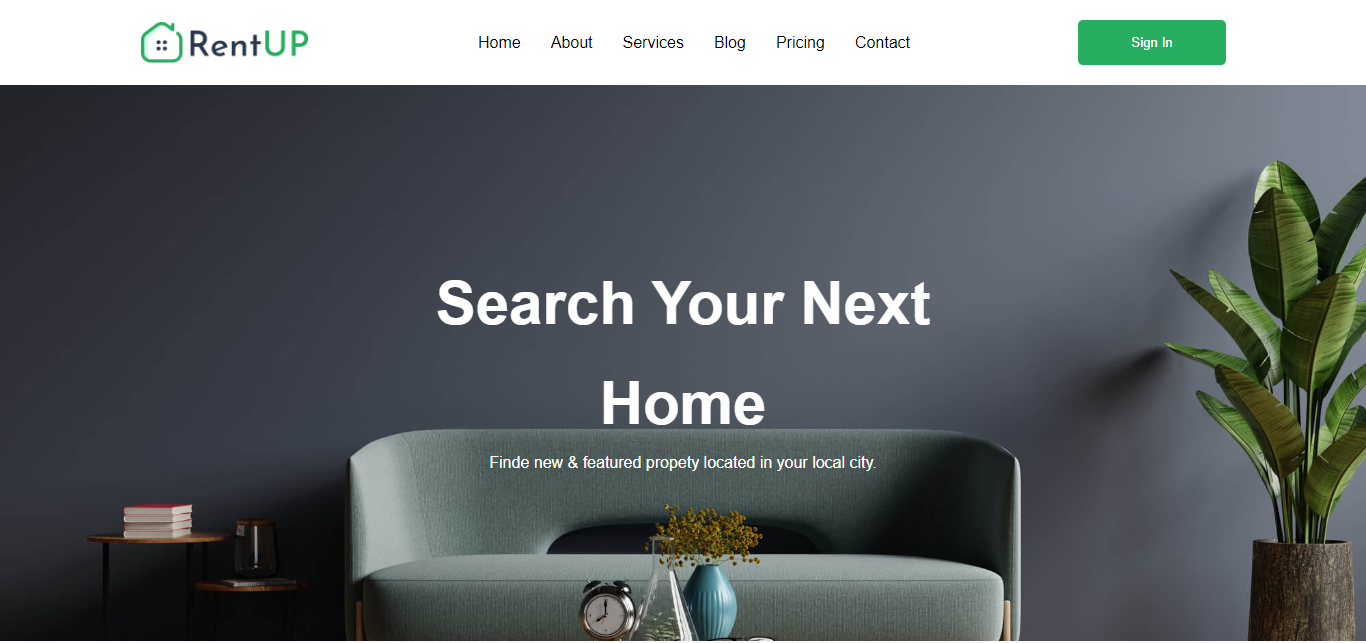 RentUP
Home About Services Blog Pricing Contact
Sign In
Search Your Next
Home
Finde new & featured propety located in your local city.